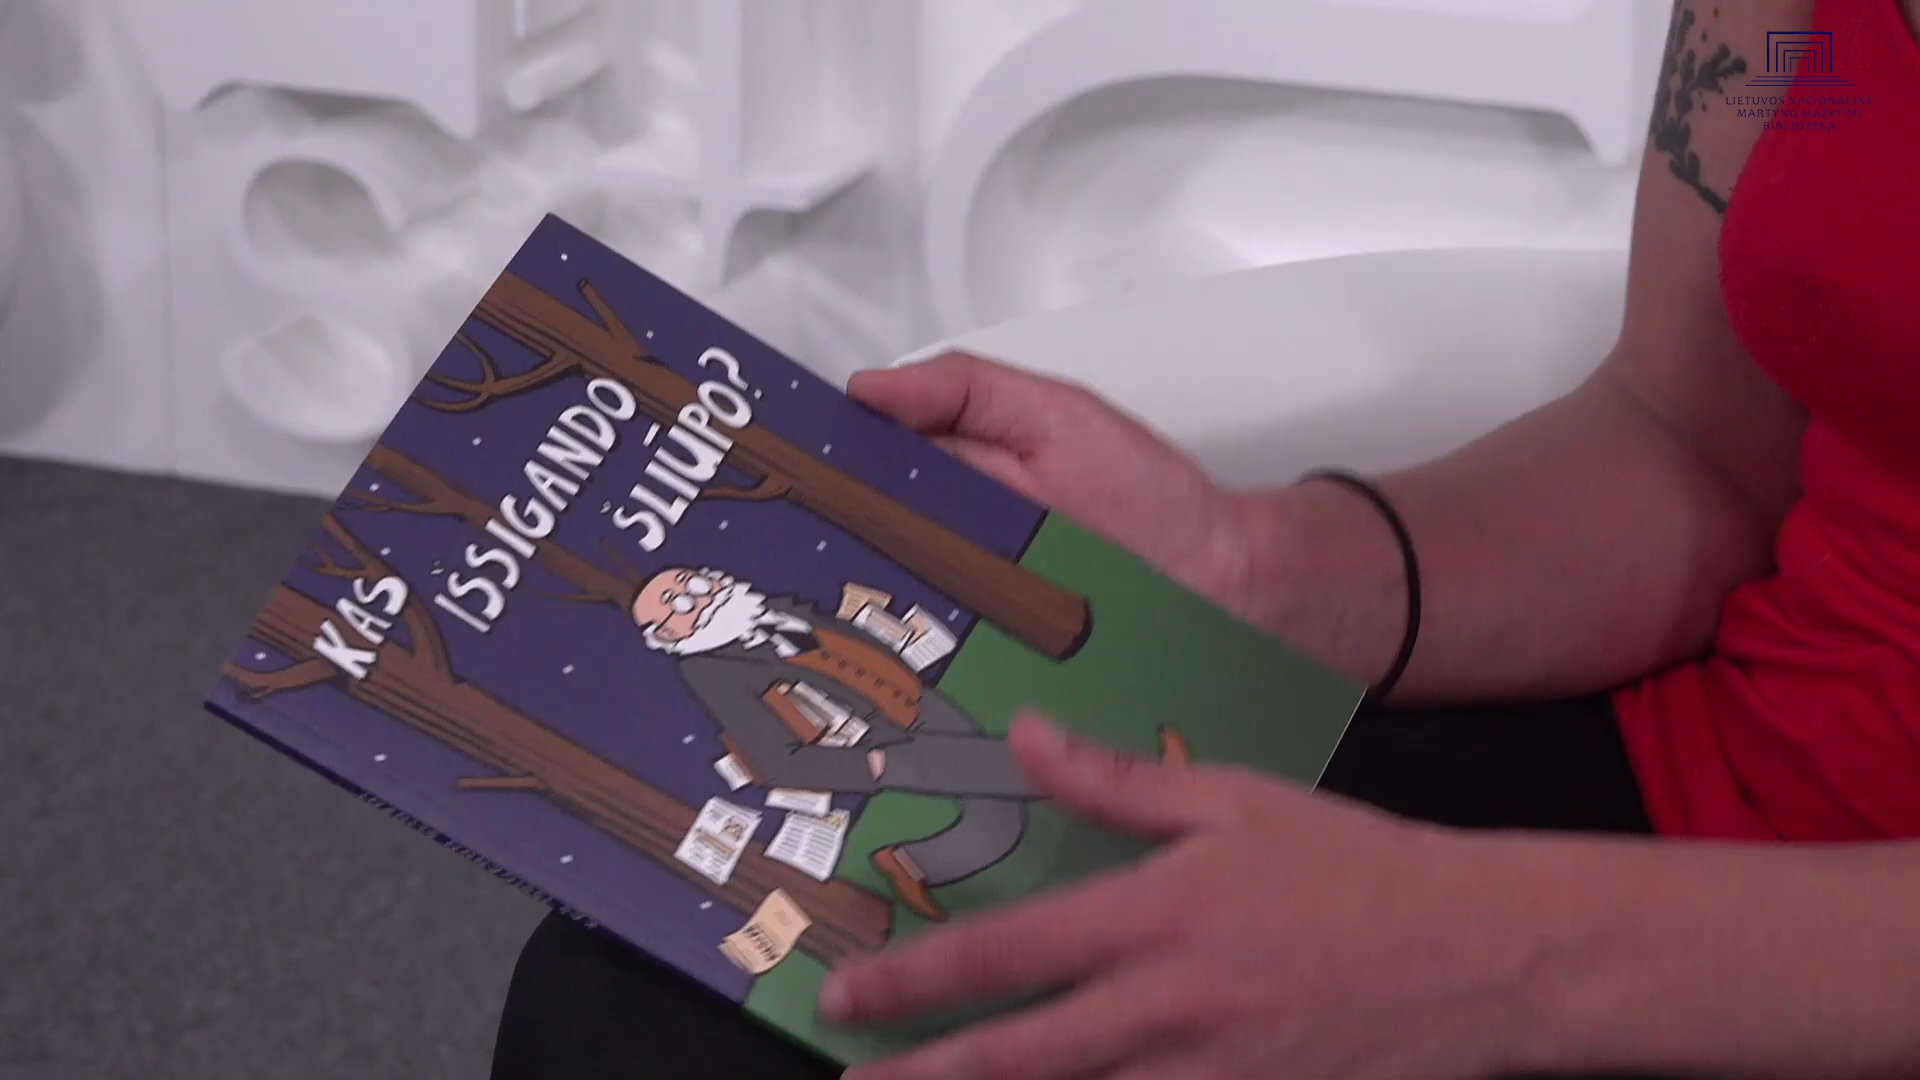 KAS
IŠSIGANDO
ŠLIŪPO?
LIETUVOS NACIONALINĖ
MARTYNO MAŽVYDO
BIBLIOTEKA